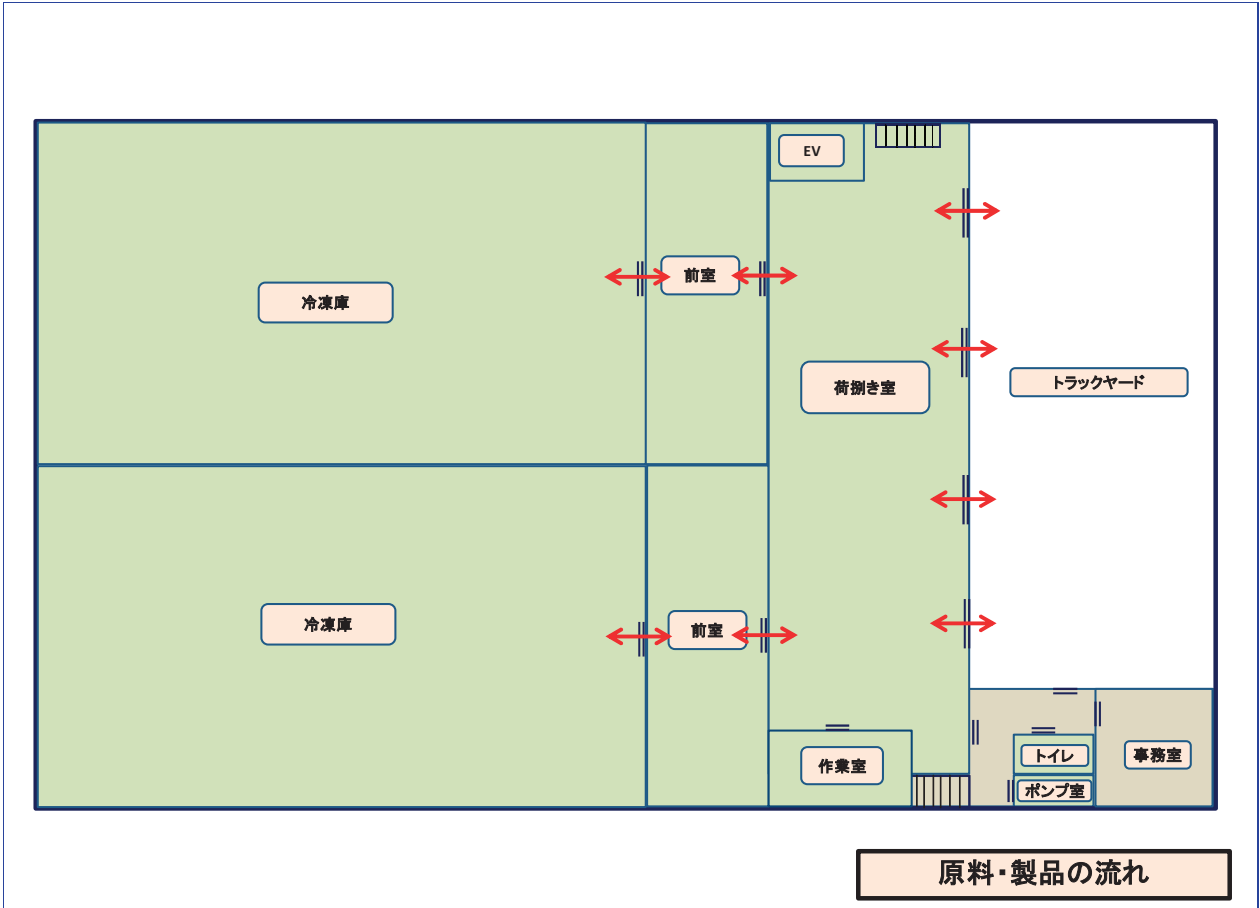 EV
前室
冷凍庫
荷捌き室
トラックヤード
冷凍庫
前室
作業室
トイレ
事務室
ポンプ室
原料・製品の流れ